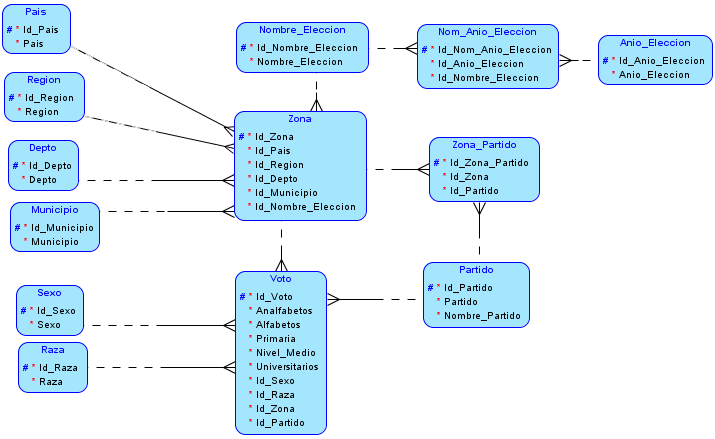 Pais
# * Id_Pais
* Pais
Region
# * Id_Region
* Region
Depto
# * Id_Depto
* Depto
Municipio
# * Id_Municipio
* Municipio
Sexo
# * Id_Sexo
* Sexo
Raza
# * Id_Raza
* Raza
Nombre_Eleccion
# * Id_Nombre_Eleccion
* Nombre_Eleccion
Zona
# * Id_Zona
* Id_Pais
* Id_Region
* Id_Depto
* Id_Municipio
* Id_Nombre_Eleccion
Voto
# * Id_Voto
* Analfabetos
* Alfabetos
* Primaria
* Nivel_Medio
* Universitarios
* Id_Sexo
* Id_Raza
* Id_Zona
* Id_Partido
Nom_Anio_Eleccion
# * Id_Nom_Anio_Eleccion
* Id_Anio_Eleccion
* Id_Nombre_Eleccion
Anio_Eleccion
# * Id_Anio_Eleccion
* Anio_Eleccion
Zona_Partido
# * Id_Zona_Partido
* Id_Zona
* Id_Partido
Partido
# * Id_Partido
* Partido
* Nombre_Partido